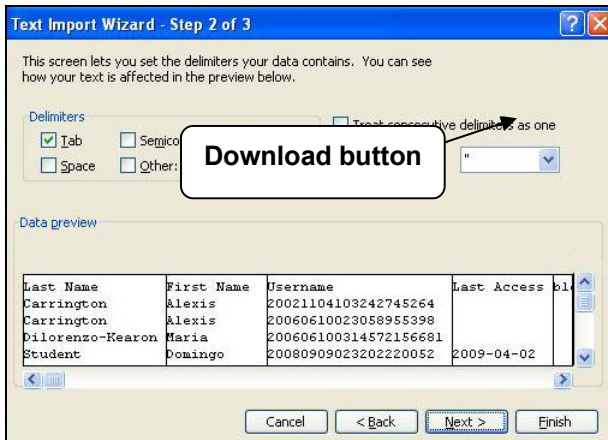 Text Import Wizard - Step 2 of 3
This screen lets you set the delimiters your data contains. You can see
how your text is affected in the preview below.
Delimiters
Treat consecutive delimiters as one
Tab
Space Other:
Download button
"
Data preview
Last Name First Name Username Last Access
Carrington Alexis 20021104103242745264
Carrington Alexis 20060610023058955398
Dilorenzo-Kearon Maria 200606100314572156681
Student Domingo 20080909023202220052 2009-04-02
Cancel < Back Next > Finish